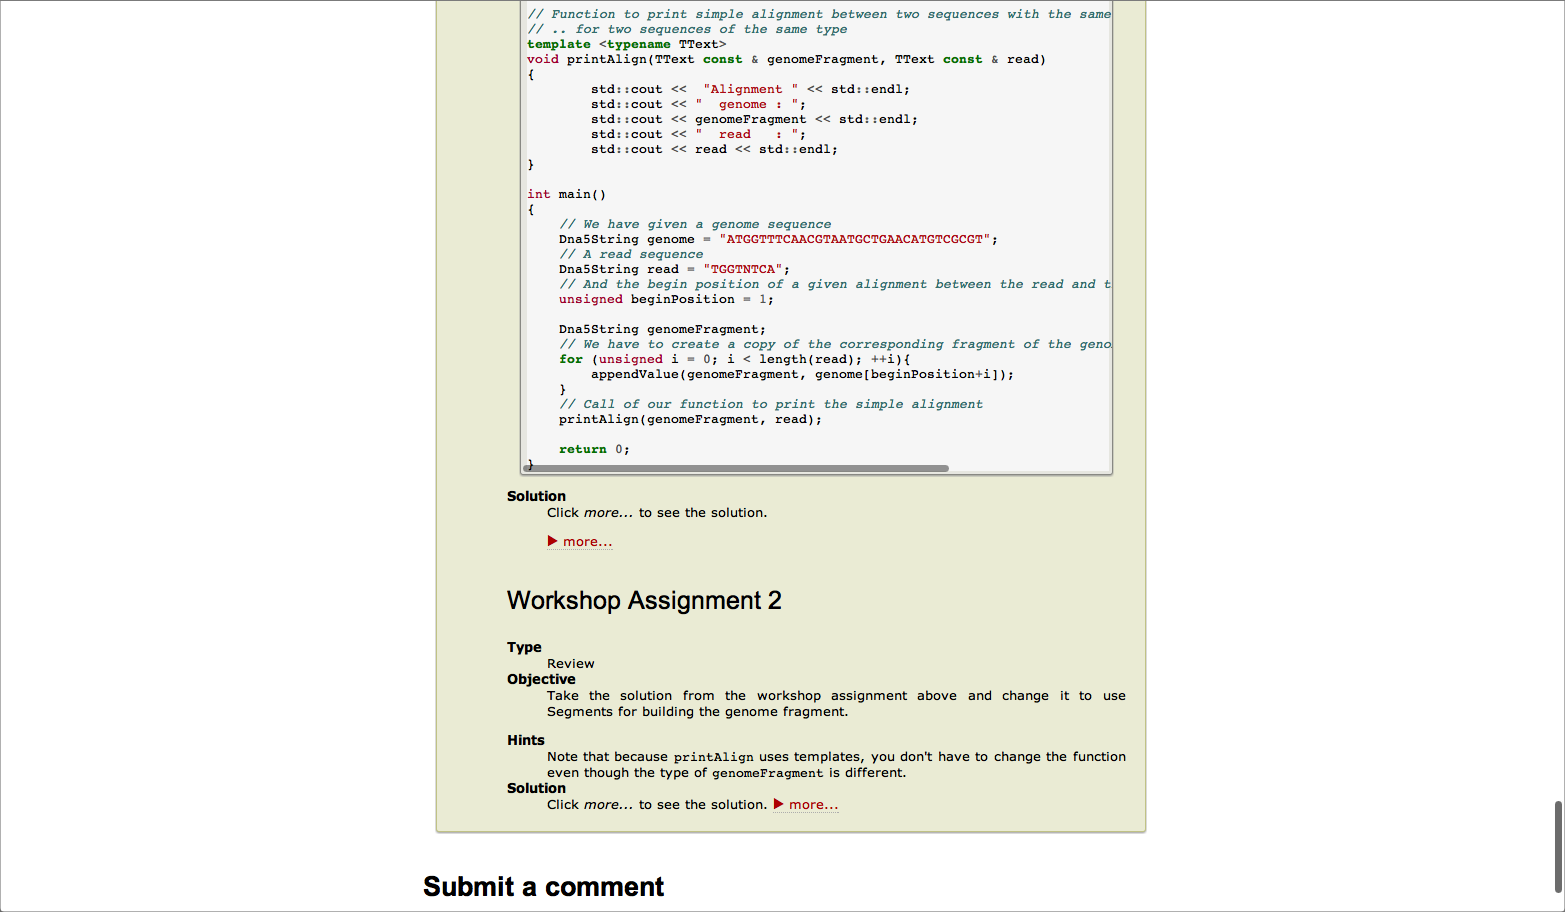 // Function to print simple alignment between two sequences with the same
// .. for two sequences of the same type
template <typename TText>
void printAlign(TText const & genomeFragment, TText const & read)
{
        std::cout <<  "Alignment " << std::endl;
        std::cout << "  genome : ";
        std::cout << genomeFragment << std::endl;
        std::cout << "  read   : ";
        std::cout << read << std::endl;
}
int main()
{
    // We have given a genome sequence
    Dna5String genome = "ATGGTTTCAACGTAATGCTGAACATGTCGCGT";
    // A read sequence
    Dna5String read = "TGGTNTCA";
    // And the begin position of a given alignment between the read and t
    unsigned beginPosition = 1;
    Dna5String genomeFragment;
    // We have to create a copy of the corresponding fragment of the geno
    for (unsigned i = 0; i < length(read); ++i){
        appendValue(genomeFragment, genome[beginPosition+i]);
    }
    // Call of our function to print the simple alignment
    printAlign(genomeFragment, read);
    return 0;
}
Solution
Click more... to see the solution.
▶ more...
Workshop Assignment 2
Type
Review
Objective
Take the solution from the workshop assignment above and change it to use
Segments for building the genome fragment.
Hints
Note that because printAlign uses templates, you don't have to change the function
even though the type of genomeFragment is different.
Solution
Click more... to see the solution. ▶ more...
Submit a comment